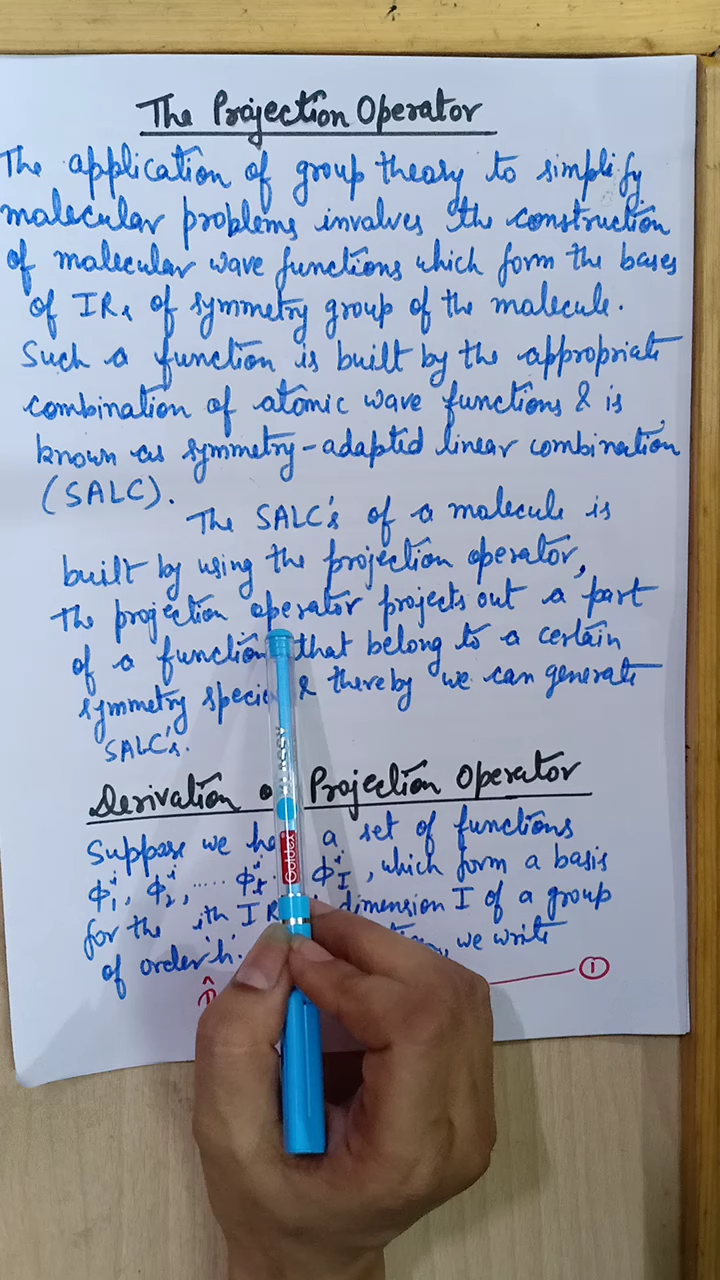 The Projection Operator
The application of group theory to simplify
molecular problems involves the construction
of molecular wave functions which form the bases
of IRs of symmetry group of the molecule.
Such a function is built by the appropriate
combination of atomic wave functions & is
known as symmetry-adapted linear combination
(SALC).
The SALC's of a molecule is
built by using the projection operator,
The projection operator projects out a part
of a function that belong to a certain
symmetry & thereby we can generate
SALC's.
Derivation Projection Operator
Suppose we a set of functions
ϕ₁ⁱ, ϕ₂ⁱ, ..... ϕₜⁱ ϕ_Iⁱ, which form a basis
for the ith dimension I of a group
of order h. we write
①
Goldex